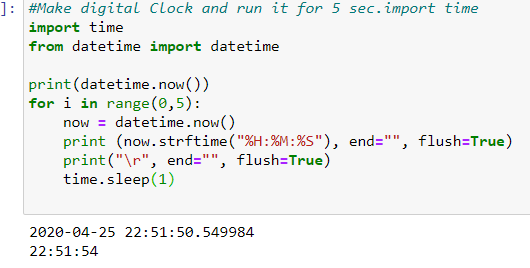 ]: #Make digital Clock and run it for 5 sec.import time
import time
from datetime import datetime
print(datetime.now())
for i in range(0,5):
    now = datetime.now()
    print (now.strftime("%H:%M:%S"), end="", flush=True)
    print("\r", end="", flush=True)
    time.sleep(1)
2020-04-25 22:51:50.549984
22:51:54